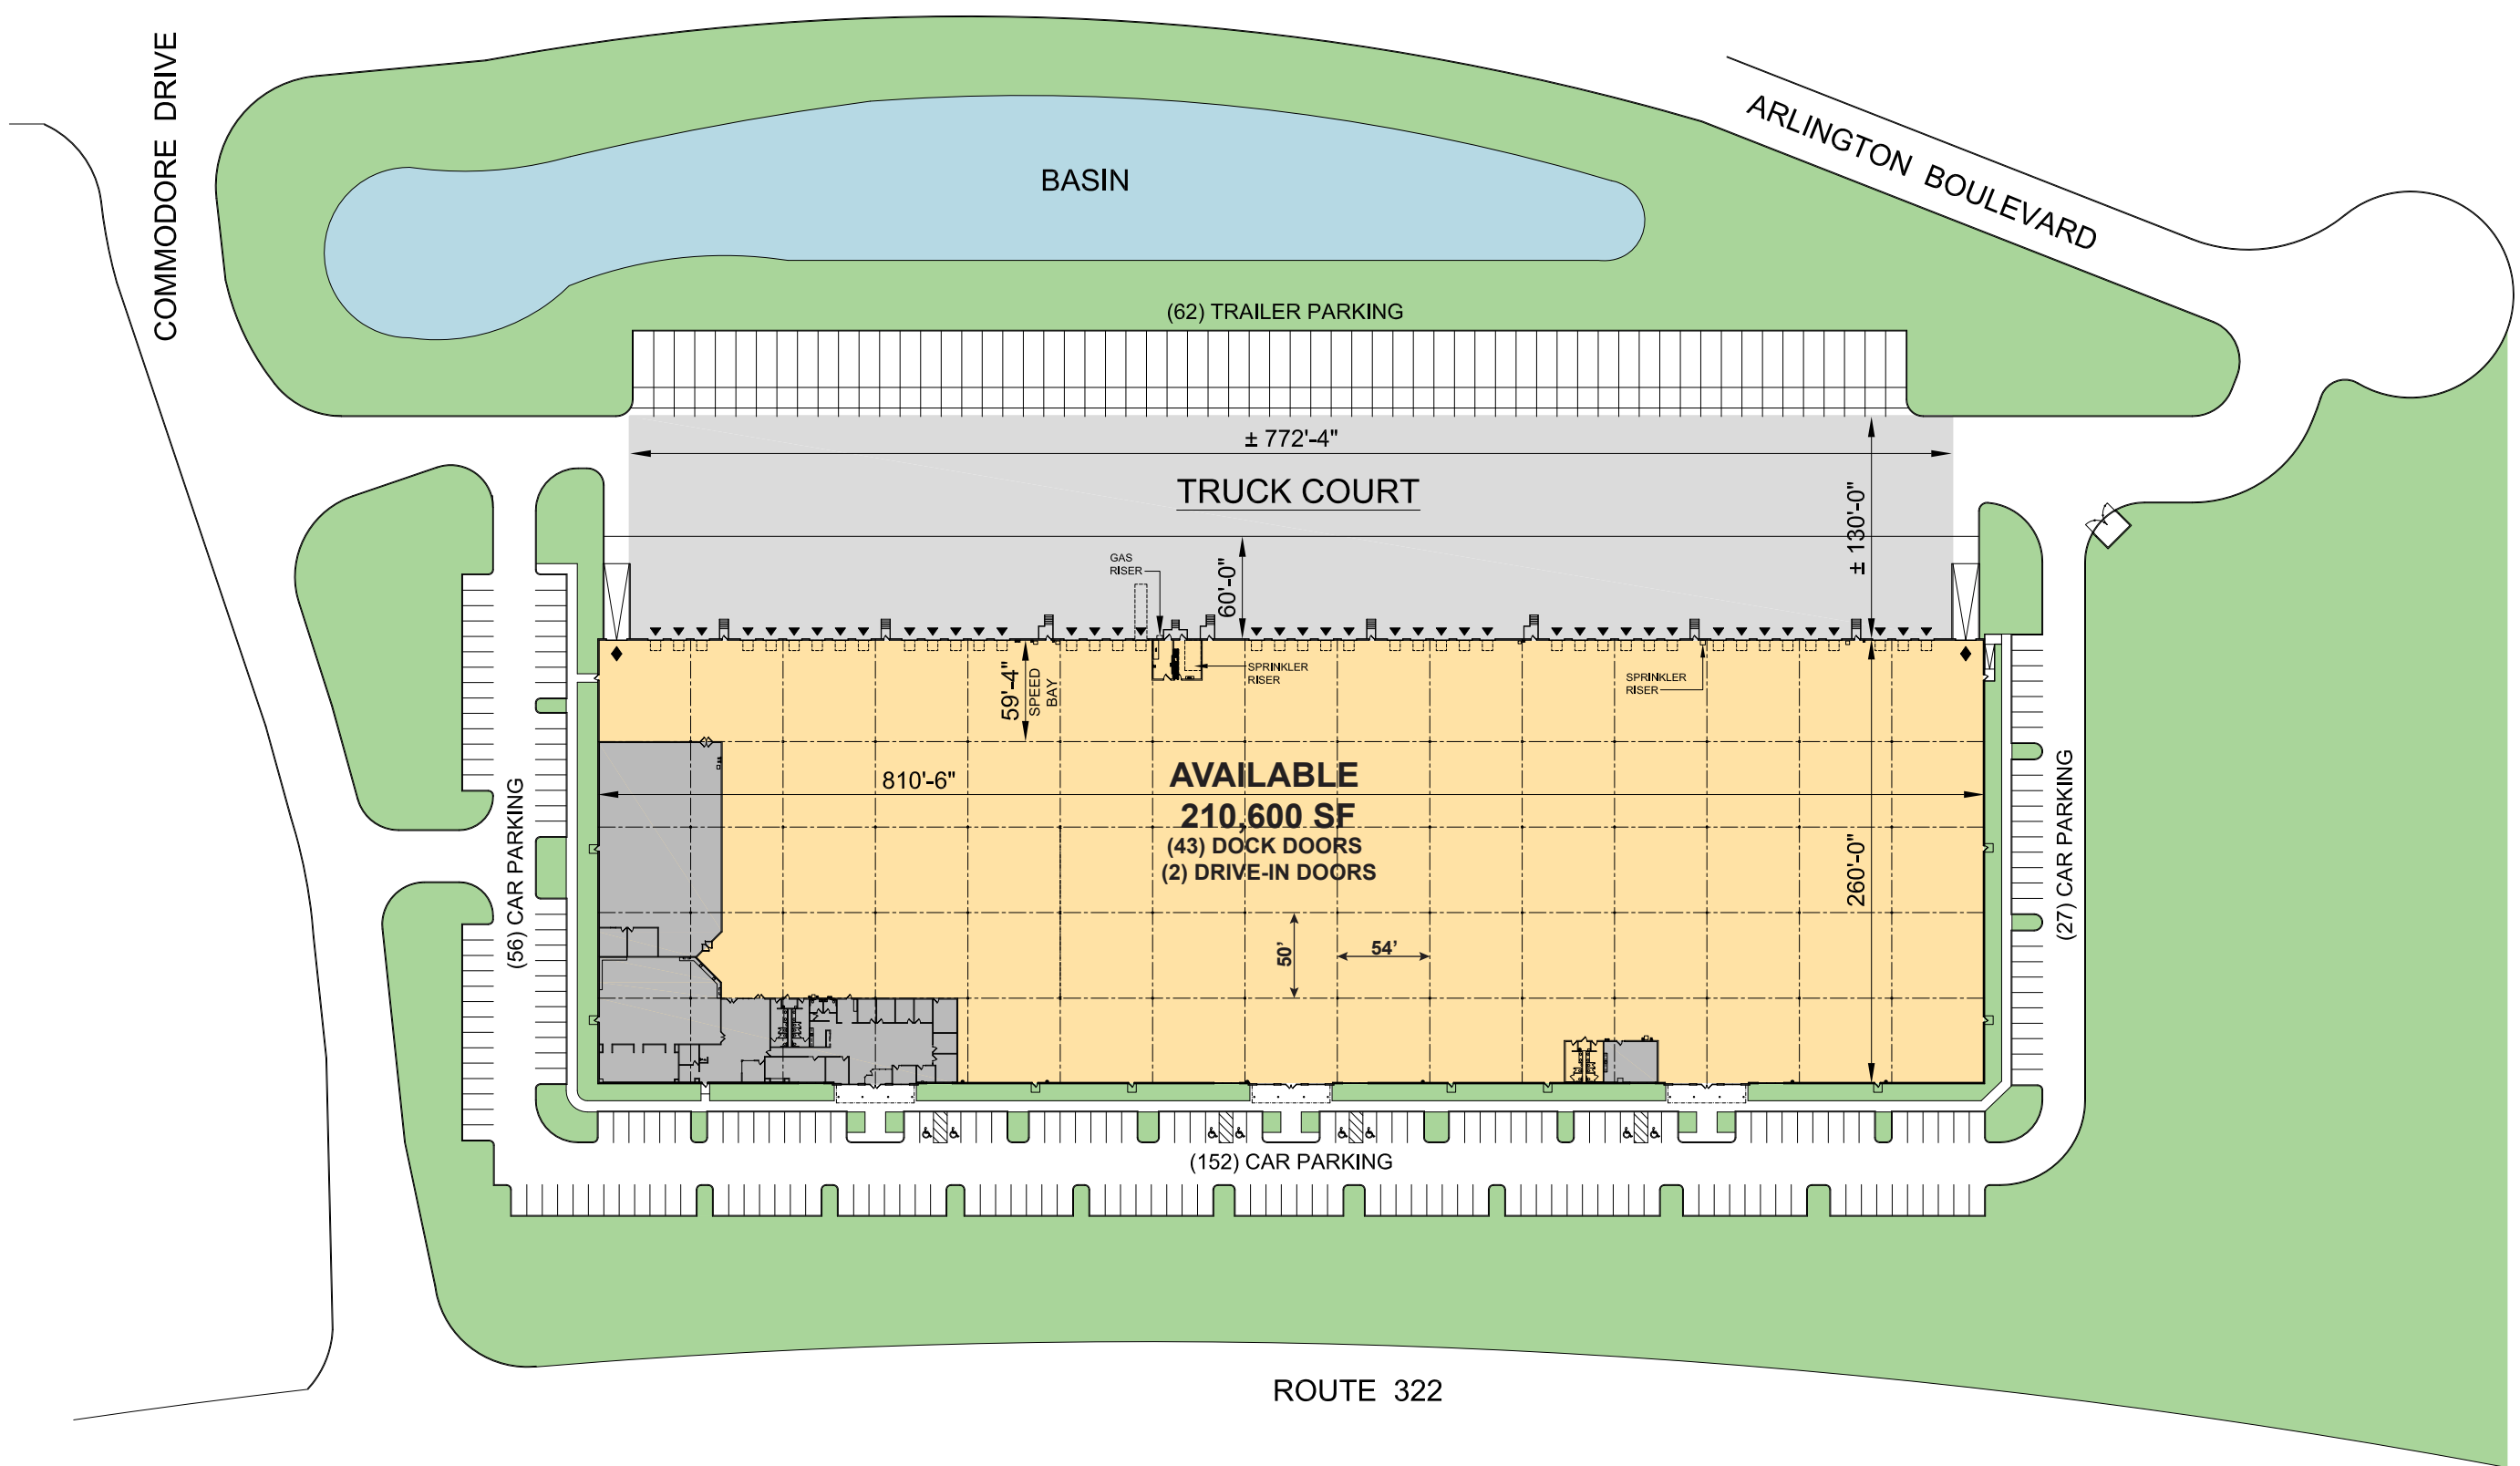 COMMODORE DRIVE
ARLINGTON BOULEVARD
BASIN
(62) TRAILER PARKING
± 772'-4"
TRUCK COURT
± 130'-0"
60'-0"
GAS
RISER
SPRINKLER
RISER
SPRINKLER
RISER
59'-4"
SPEED
BAY
810'-6"
AVAILABLE
210,600 SF
(43) DOCK DOORS
(2) DRIVE-IN DOORS
260'-0"
50'
54'
(56) CAR PARKING
(27) CAR PARKING
(152) CAR PARKING
ROUTE 322